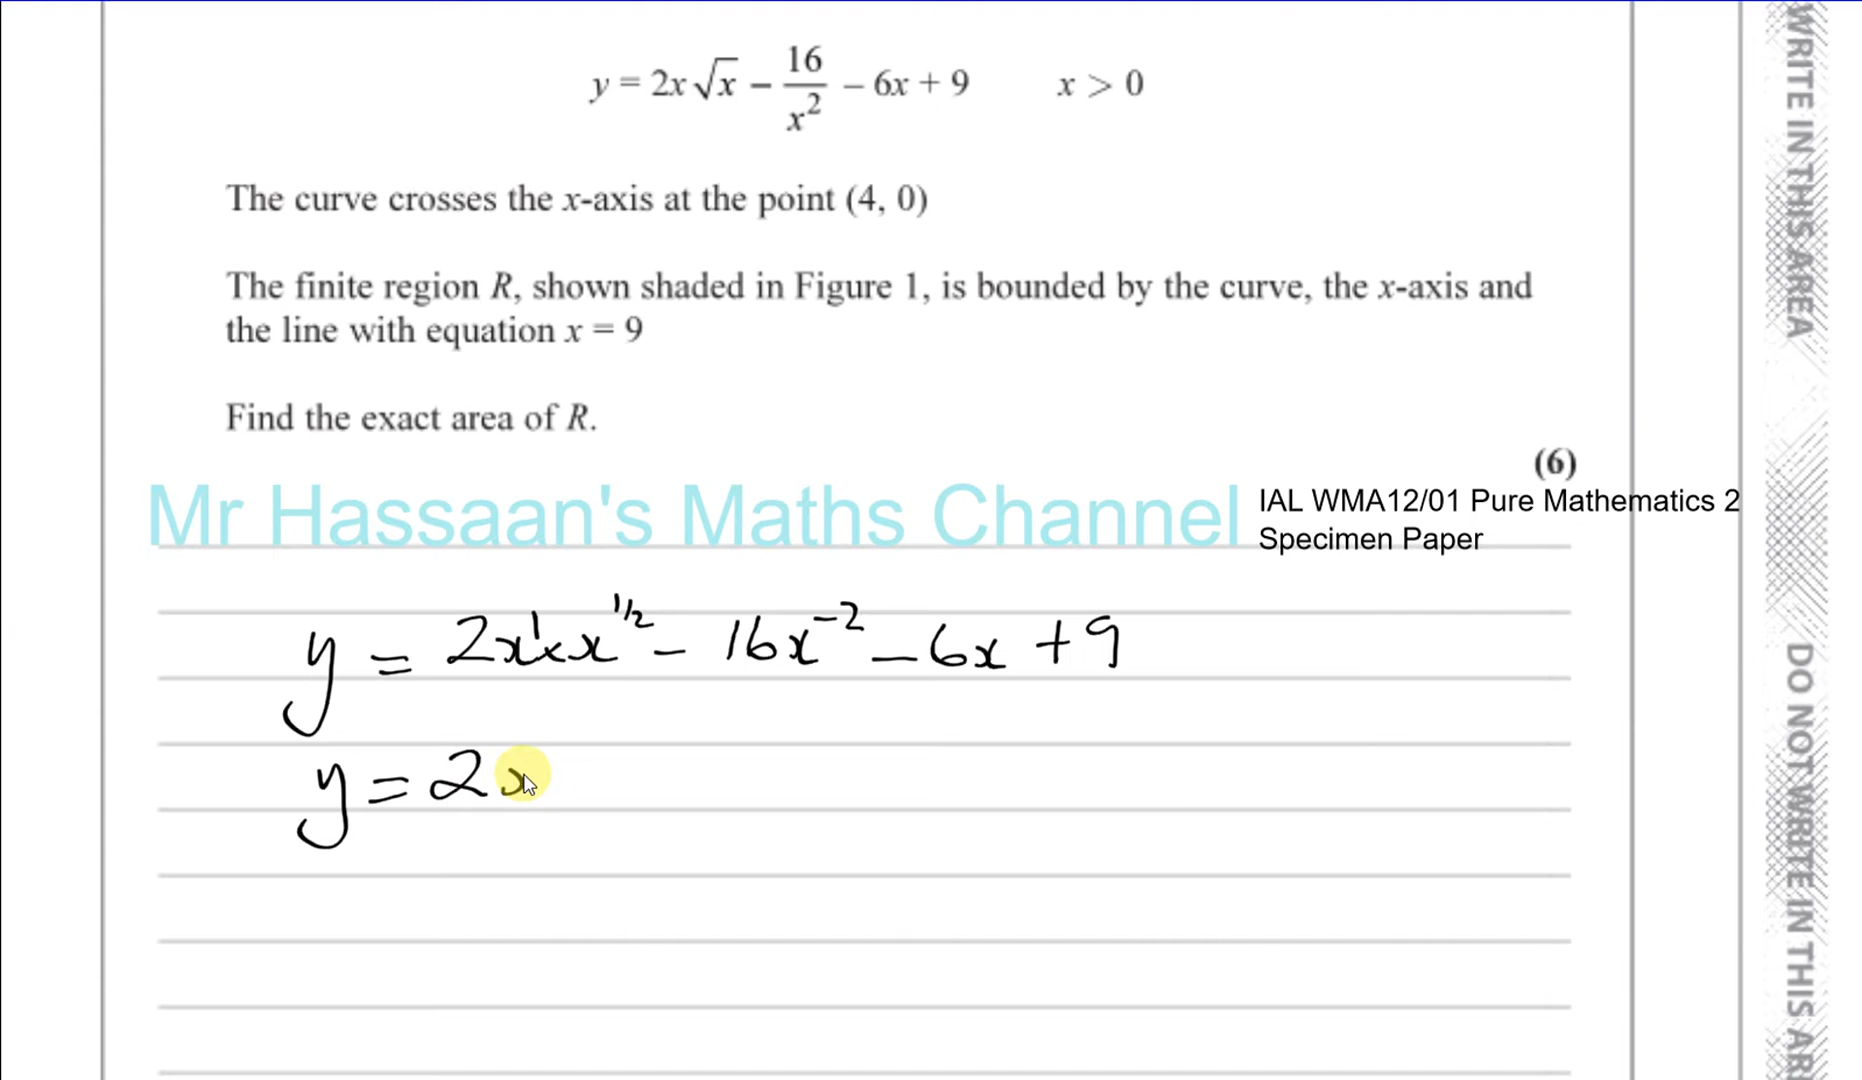 y = 2x√x − 16/x² − 6x + 9 x > 0
The curve crosses the x-axis at the point (4, 0)
The finite region R, shown shaded in Figure 1, is bounded by the curve, the x-axis and
the line with equation x = 9
Find the exact area of R.
(6)
Mr Hassaan's Maths Channel
IAL WMA12/01 Pure Mathematics 2
Specimen Paper
y = 2x¹×x^1/2 − 16x⁻² − 6x + 9
y = 2x
WRITE IN THIS AREA
DO NOT WRITE IN THIS AR